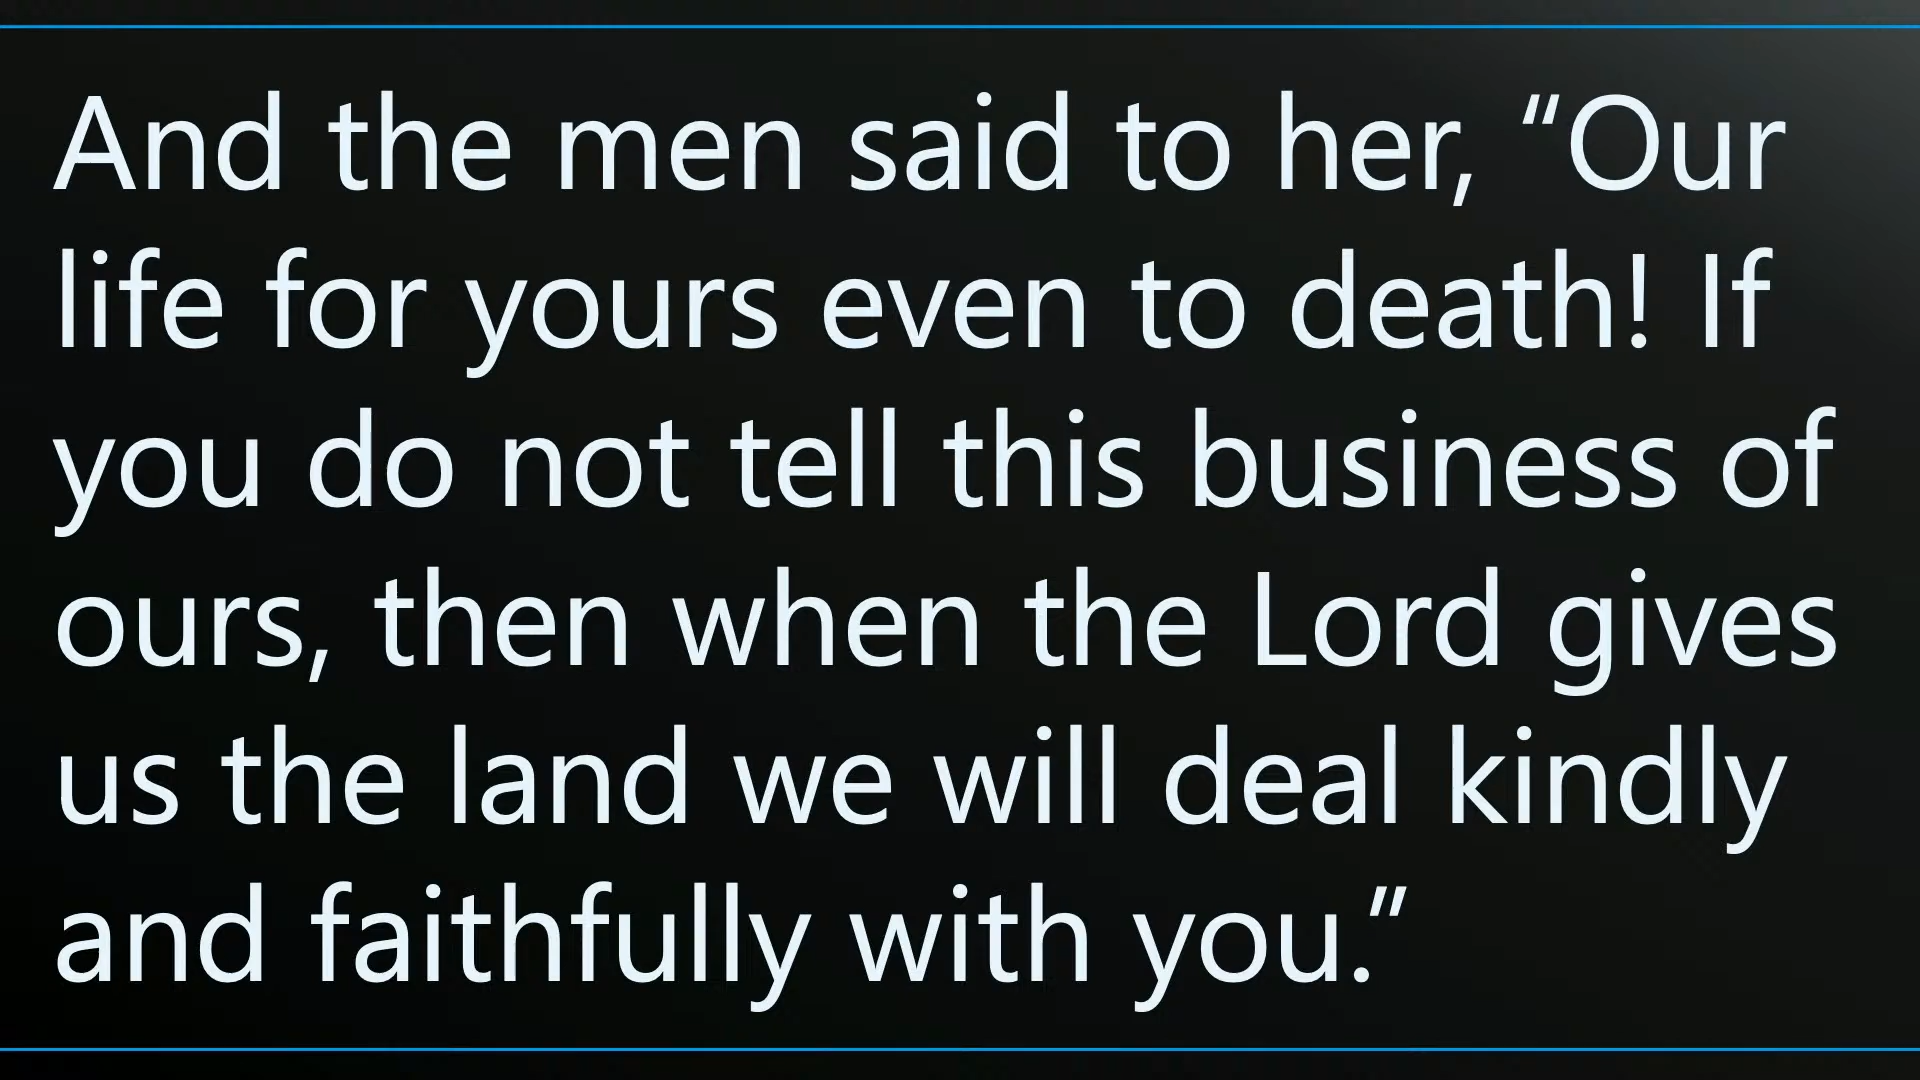 And the men said to her, “Our
life for yours even to death! If
you do not tell this business of
ours, then when the Lord gives
us the land we will deal kindly
and faithfully with you.”